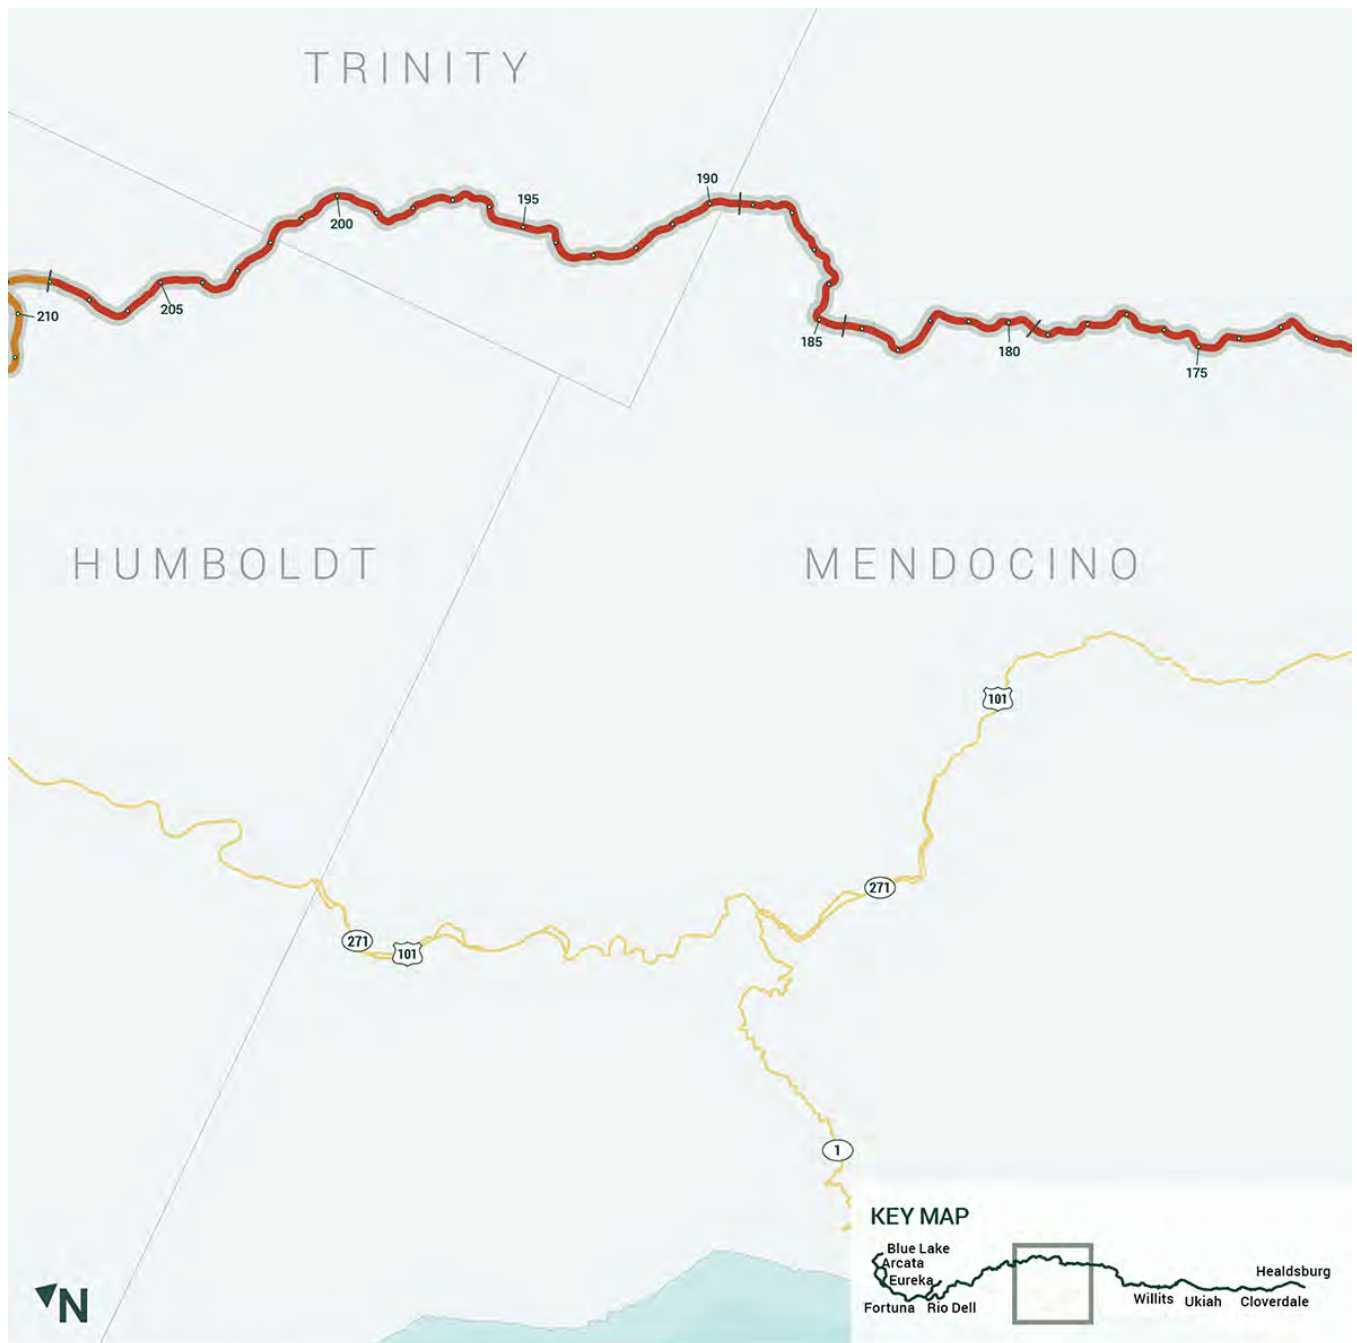 TRINITY
190
195
200
205
210
185
180
175
HUMBOLDT
MENDOCINO
101
271
271
101
1
KEY MAP
Blue Lake
Arcata
Eureka
Fortuna
Rio Dell
Willits
Ukiah
Cloverdale
Healdsburg
N